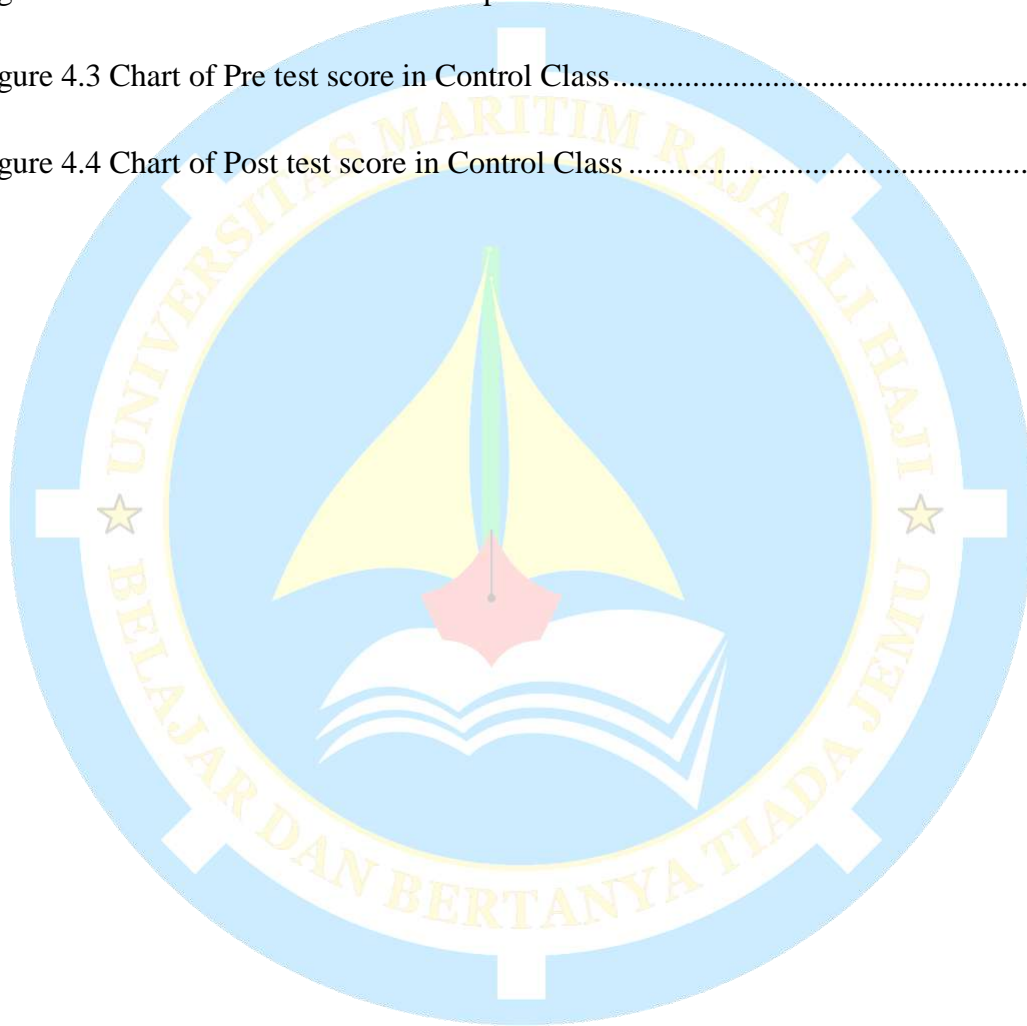 gure 4.3 Chart of Pre test score in Control Class....................................................
gure 4.4 Chart of Post test score in Control Class..................................................
UNIVERSITAS MARITIM RAJA ALI HAJI
BELAJAR DAN BERTANYA TIADA JEMU